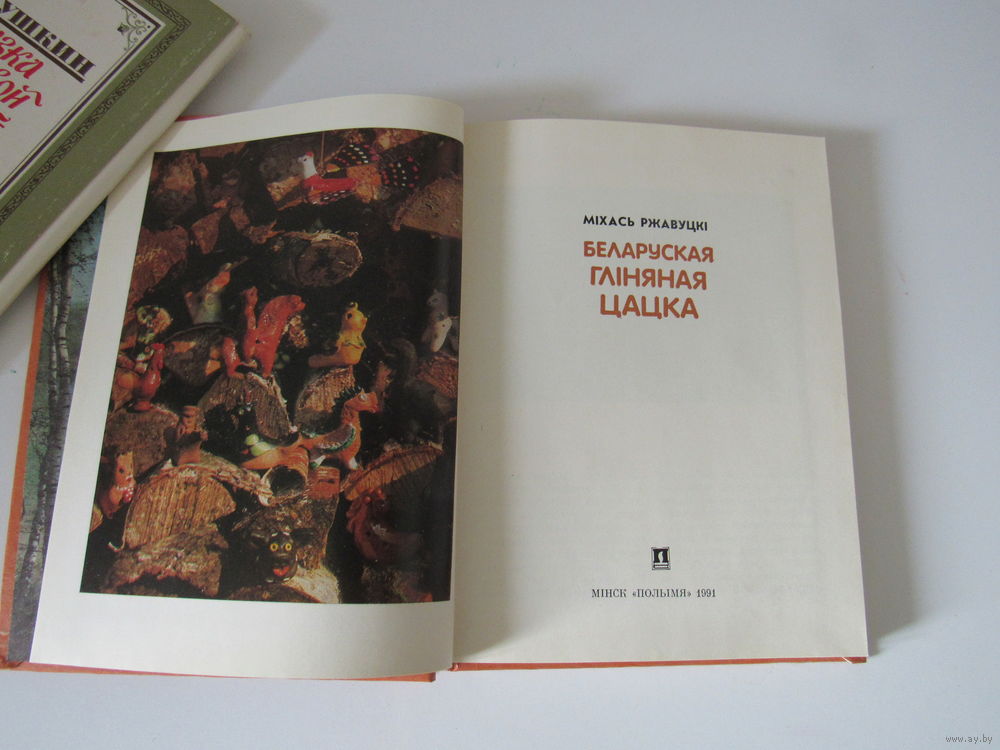 МІХАСЬ РЖАВУЦКІ
БЕЛАРУСКАЯ
ГЛІНЯНАЯ
ЦАЦКА
МІНСК «ПОЛЫМЯ» 1991
www.ay.by